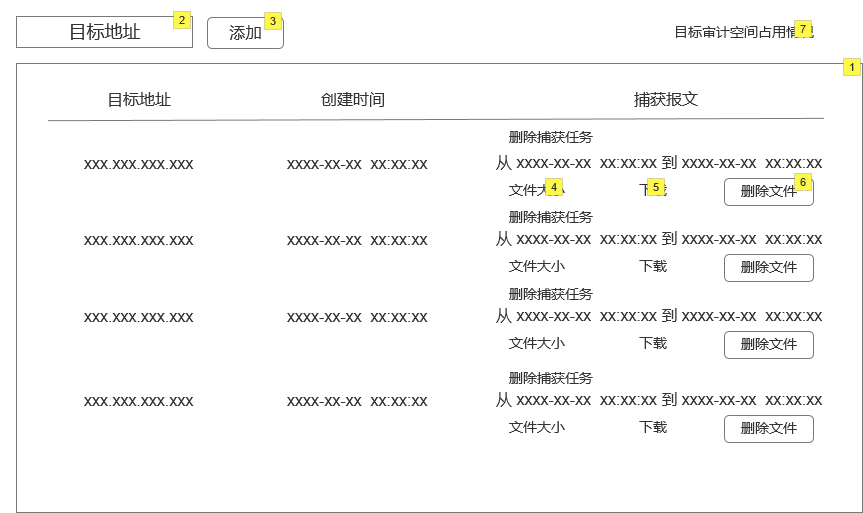 目标地址 2 添加 3 目标审计空间占用情况 7
1
目标地址 创建时间 捕获报文
删除捕获任务
xxx.xxx.xxx.xxx xxxx-xx-xx xx:xx:xx 从 xxxx-xx-xx xx:xx:xx 到 xxxx-xx-xx xx:xx:xx
文件大小 4 下载 5 删除文件 6
删除捕获任务
xxx.xxx.xxx.xxx xxxx-xx-xx xx:xx:xx 从 xxxx-xx-xx xx:xx:xx 到 xxxx-xx-xx xx:xx:xx
文件大小 下载 删除文件
删除捕获任务
xxx.xxx.xxx.xxx xxxx-xx-xx xx:xx:xx 从 xxxx-xx-xx xx:xx:xx 到 xxxx-xx-xx xx:xx:xx
文件大小 下载 删除文件
删除捕获任务
xxx.xxx.xxx.xxx xxxx-xx-xx xx:xx:xx 从 xxxx-xx-xx xx:xx:xx 到 xxxx-xx-xx xx:xx:xx
文件大小 下载 删除文件